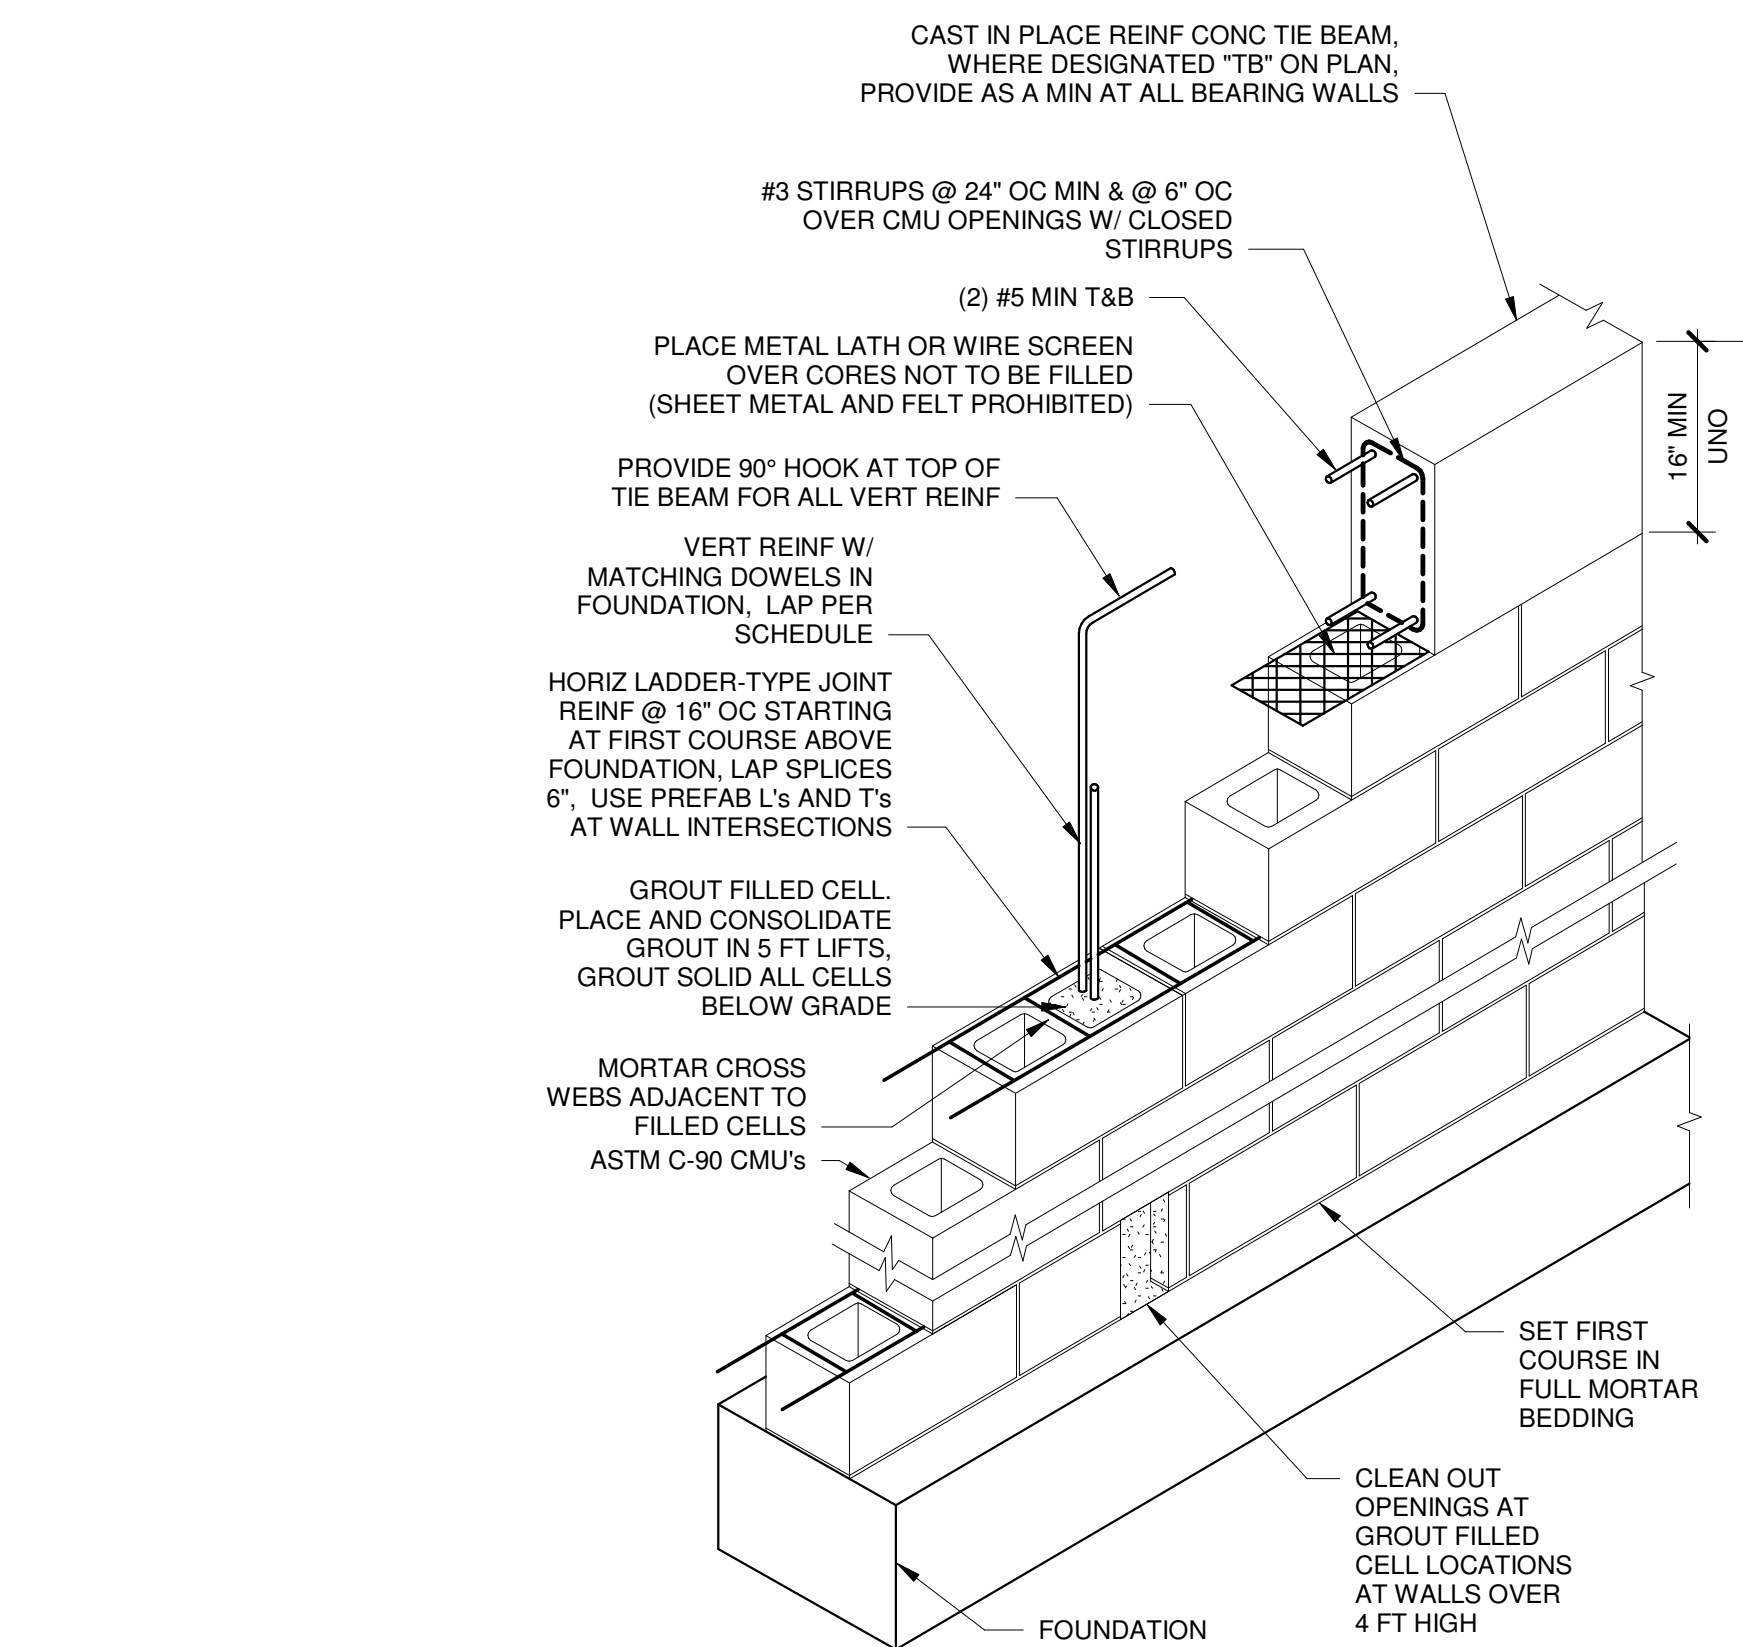 CAST IN PLACE REINF CONC TIE BEAM,
WHERE DESIGNATED "TB" ON PLAN,
PROVIDE AS A MIN AT ALL BEARING WALLS
#3 STIRRUPS @ 24" OC MIN & @ 6" OC
OVER CMU OPENINGS W/ CLOSED
STIRRUPS
(2) #5 MIN T&B
PLACE METAL LATH OR WIRE SCREEN
OVER CORES NOT TO BE FILLED
(SHEET METAL AND FELT PROHIBITED)
16" MIN
UNO
PROVIDE 90° HOOK AT TOP OF
TIE BEAM FOR ALL VERT REINF
VERT REINF W/
MATCHING DOWELS IN
FOUNDATION, LAP PER
SCHEDULE
HORIZ LADDER-TYPE JOINT
REINF @ 16" OC STARTING
AT FIRST COURSE ABOVE
FOUNDATION, LAP SPLICES
6", USE PREFAB L's AND T's
AT WALL INTERSECTIONS
GROUT FILLED CELL.
PLACE AND CONSOLIDATE
GROUT IN 5 FT LIFTS,
GROUT SOLID ALL CELLS
BELOW GRADE
MORTAR CROSS
WEBS ADJACENT TO
FILLED CELLS
ASTM C-90 CMU's
SET FIRST
COURSE IN
FULL MORTAR
BEDDING
CLEAN OUT
OPENINGS AT
GROUT FILLED
CELL LOCATIONS
AT WALLS OVER
4 FT HIGH
FOUNDATION